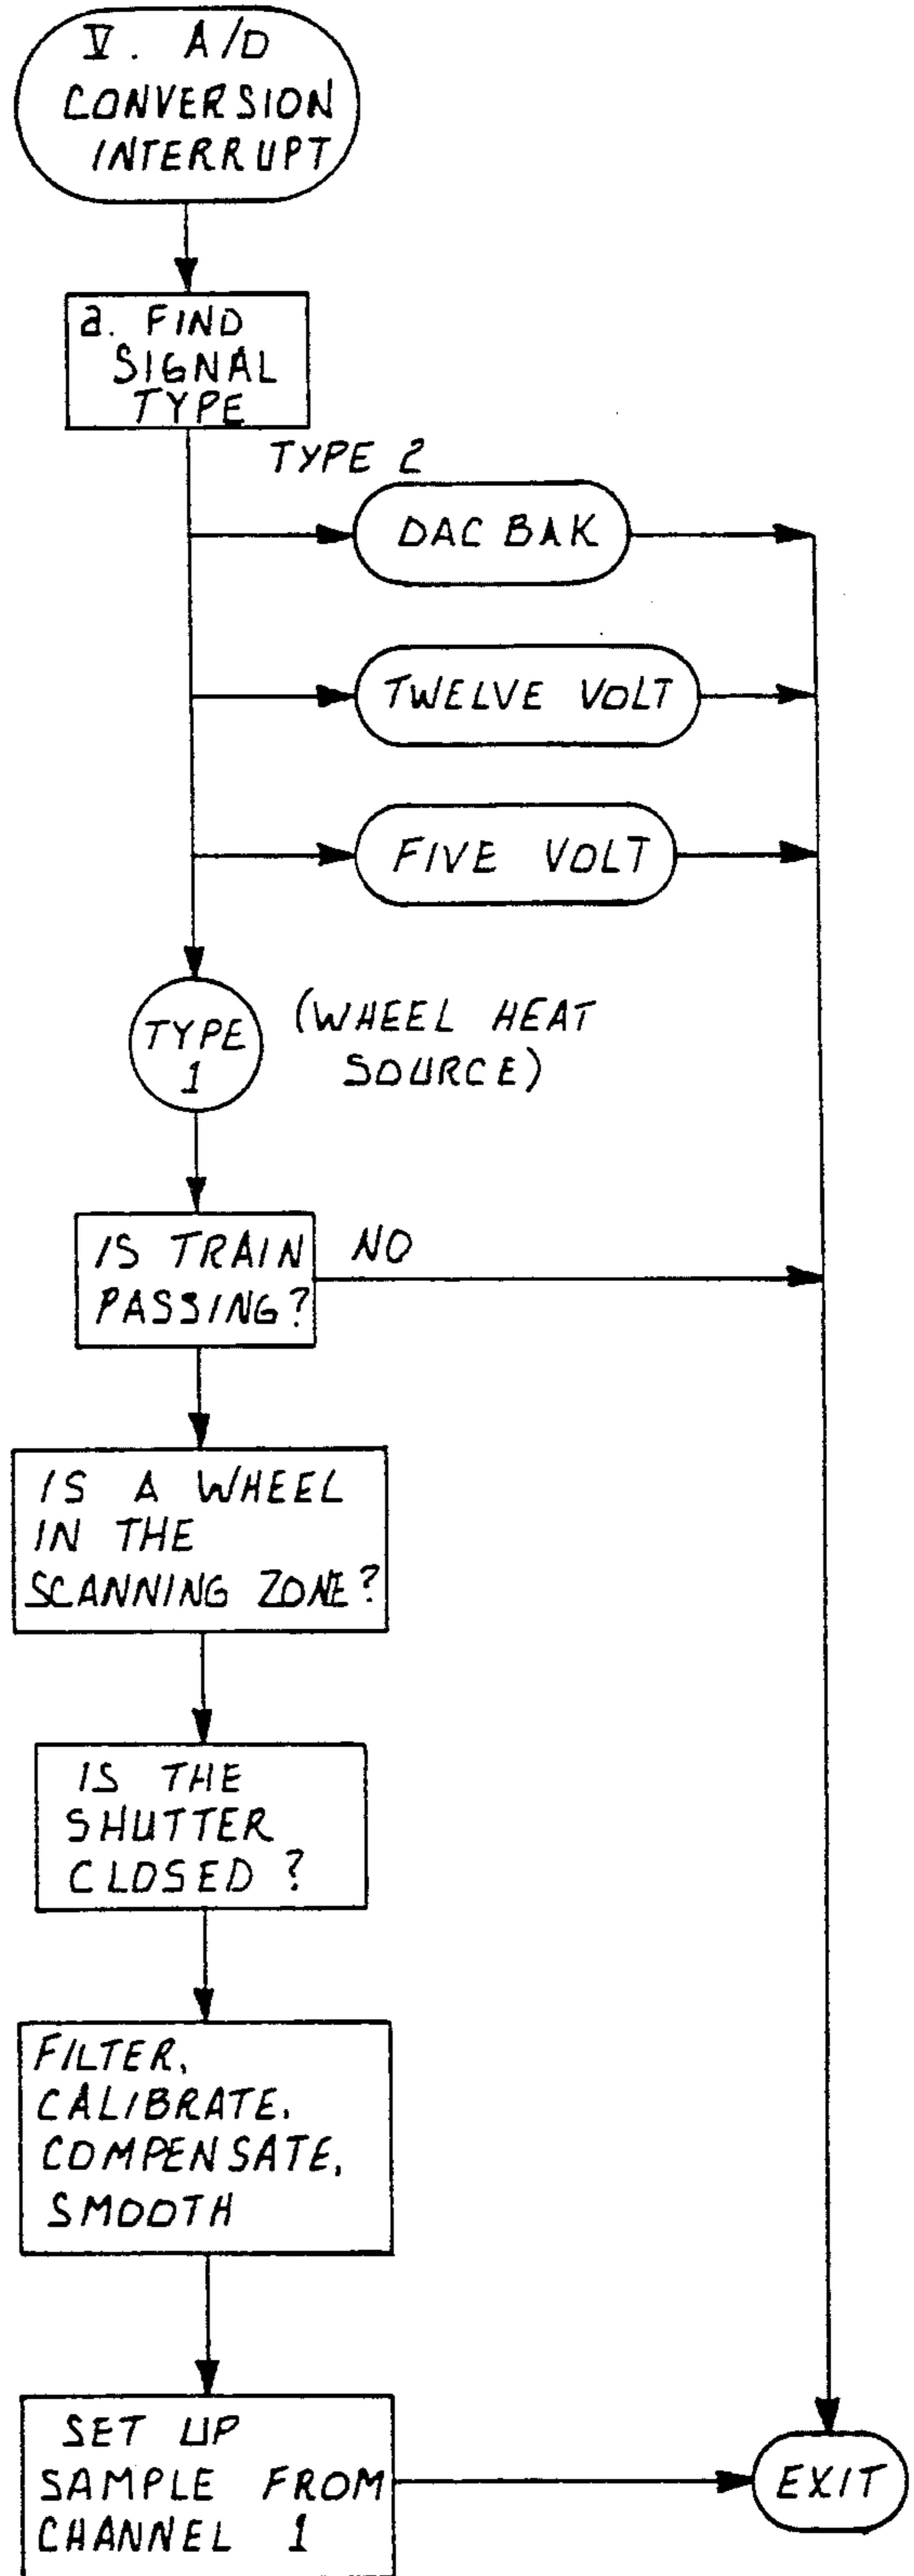 V. A/D
CONVERSION
INTERRUPT
a. FIND
SIGNAL
TYPE
TYPE 2
DAC BAK
TWELVE VOLT
FIVE VOLT
TYPE
1
(WHEEL HEAT
SOURCE)
IS TRAIN
PASSING?
NO
IS A WHEEL
IN THE
SCANNING ZONE?
IS THE
SHUTTER
CLOSED?
FILTER,
CALIBRATE,
COMPENSATE,
SMOOTH
SET UP
SAMPLE FROM
CHANNEL 1
EXIT